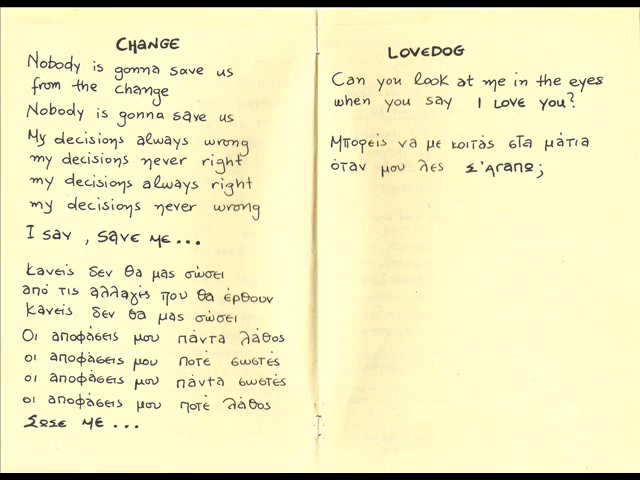 CHANGE
Nobody is gonna save us
from the change
Nobody is gonna save us
My decisions always wrong
my decisions never right
my decisions always right
my decisions never wrong
I say, SAVE ME...
Κανείς δεν θα μας σώσει
από τις αλλαγές που θα έρθουν
Κανείς δεν θα μας σώσει
Οι αποφάσεις μου πάντα λάθος
οι αποφάσεις μου ποτέ σωστές
οι αποφάσεις μου πάντα σωστές
οι αποφάσεις μου ποτέ λάθος
ΣΩΣΕ ΜΕ...
LOVEDOG
Can you look at me in the eyes
when you say I LOVE YOU?
Μπορείς να με κοιτάς στα μάτια
όταν μου λες Σ'ΑΓΑΠΩ;